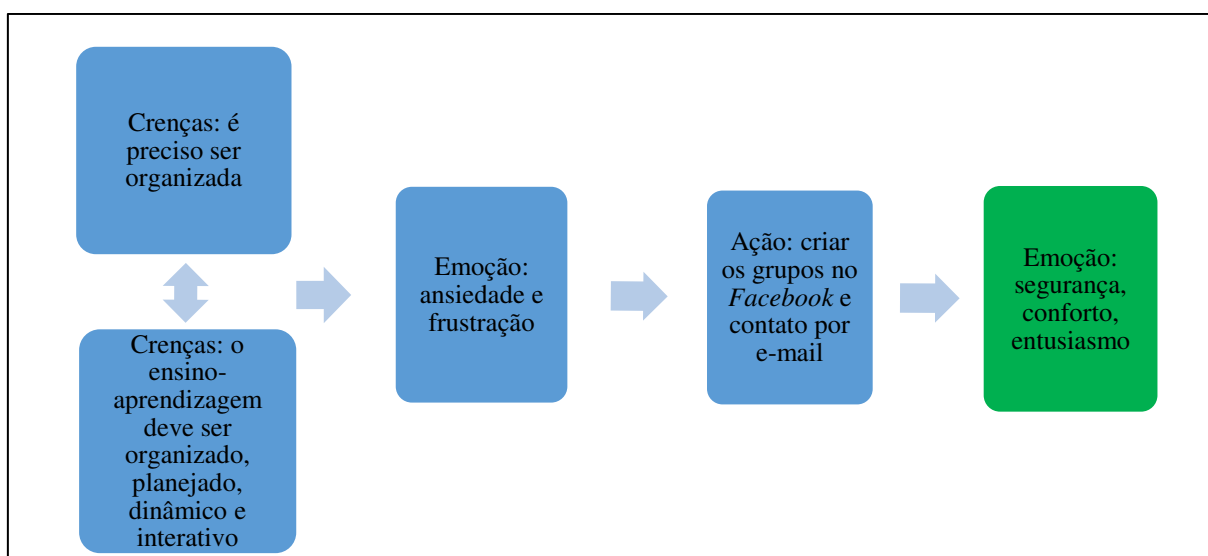 Crenças: é
preciso ser
organizada
Crenças: o
ensino-
aprendizagem
deve ser
organizado,
planejado,
dinâmico e
interativo
Emoção:
ansiedade e
frustração
Ação: criar
os grupos no
Facebook e
contato por
e-mail
Emoção:
segurança,
conforto,
entusiasmo